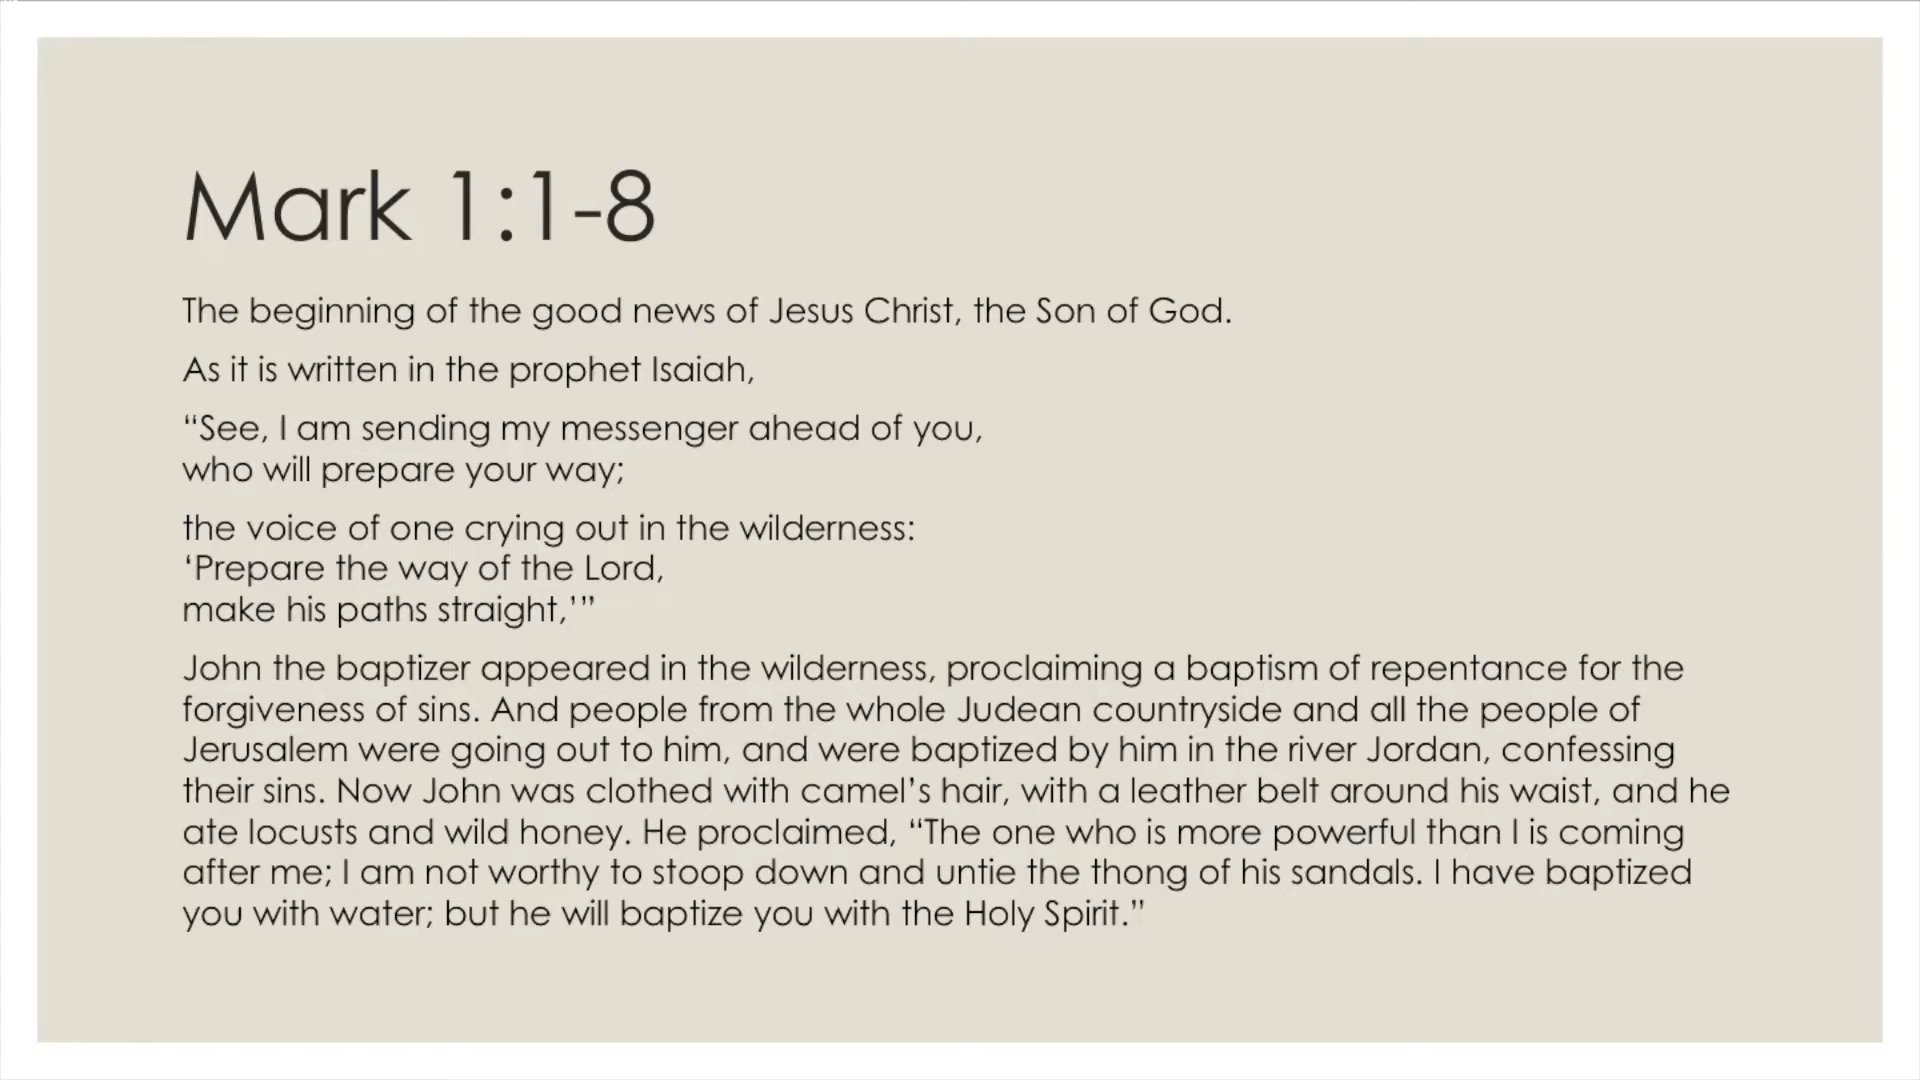 Mark 1:1-8
The beginning of the good news of Jesus Christ, the Son of God.
As it is written in the prophet Isaiah,
“See, I am sending my messenger ahead of you,
who will prepare your way;
the voice of one crying out in the wilderness:
‘Prepare the way of the Lord,
make his paths straight,’”
John the baptizer appeared in the wilderness, proclaiming a baptism of repentance for the
forgiveness of sins. And people from the whole Judean countryside and all the people of
Jerusalem were going out to him, and were baptized by him in the river Jordan, confessing
their sins. Now John was clothed with camel’s hair, with a leather belt around his waist, and he
ate locusts and wild honey. He proclaimed, “The one who is more powerful than I is coming
after me; I am not worthy to stoop down and untie the thong of his sandals. I have baptized
you with water; but he will baptize you with the Holy Spirit.”